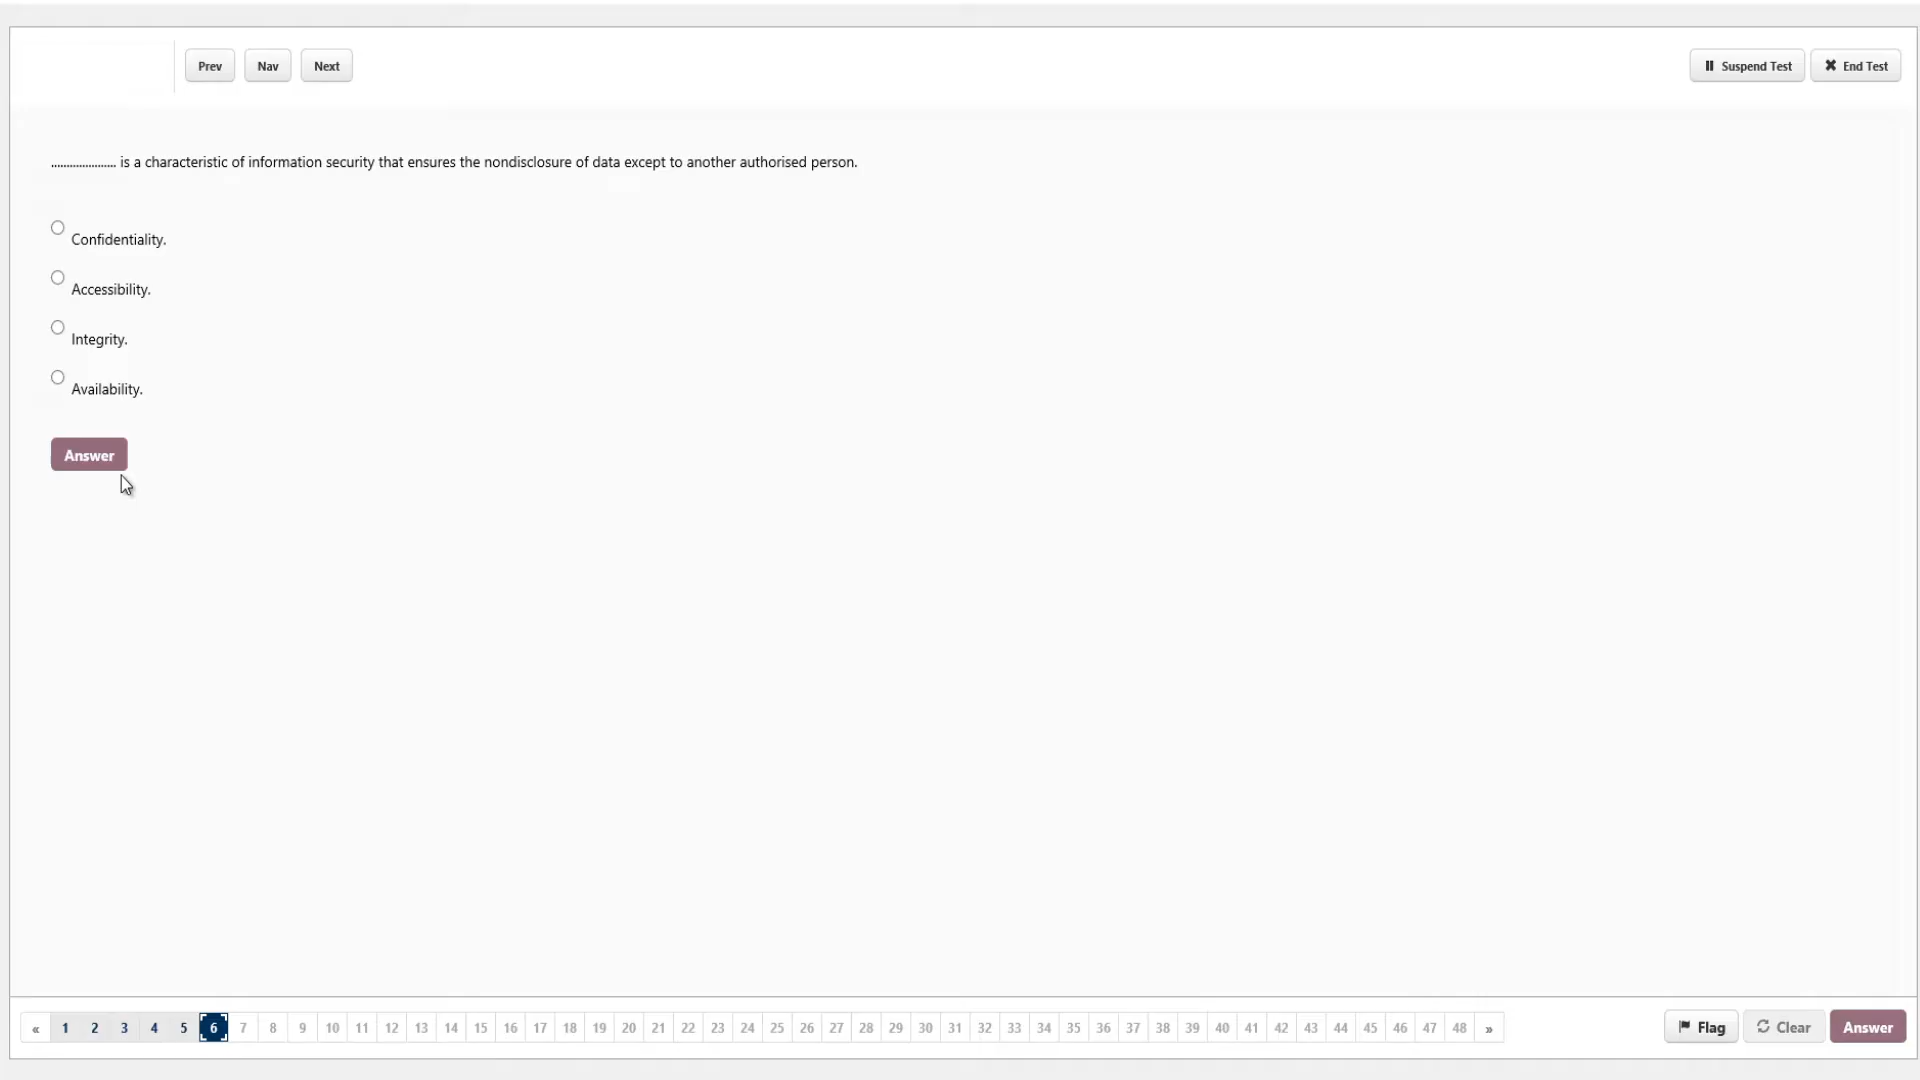 Prev Nav Next Suspend Test End Test
..................... is a characteristic of information security that ensures the nondisclosure of data except to another authorised person.
Confidentiality.
Accessibility.
Integrity.
Availability.
Answer
« 1 2 3 4 5 6 7 8 9 10 11 12 13 14 15 16 17 18 19 20 21 22 23 24 25 26 27 28 29 30 31 32 33 34 35 36 37 38 39 40 41 42 43 44 45 46 47 48 » Flag Clear Answer